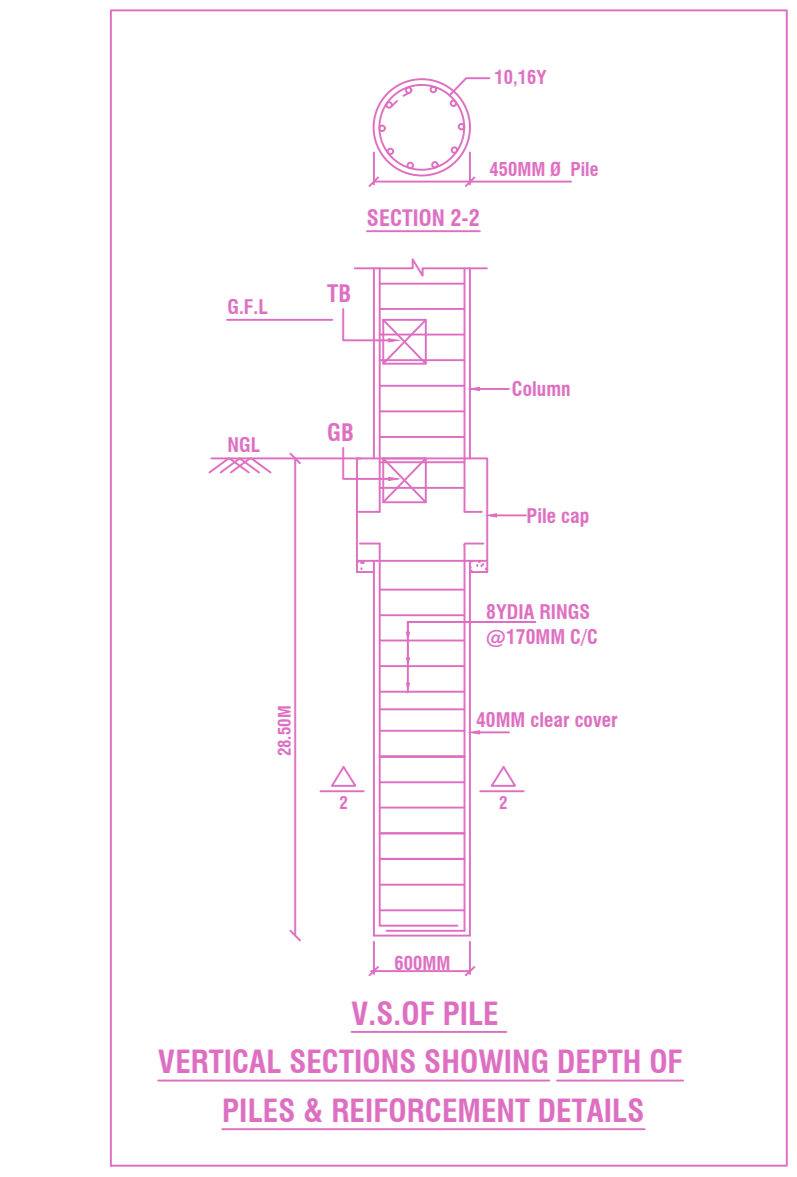 10,16Y
450MM Ø Pile
SECTION 2-2
TB
G.F.L
Column
GB
NGL
Pile cap
8YDIA RINGS
@170MM C/C
28.50M
40MM clear cover
2
2
600MM
V.S.OF PILE
VERTICAL SECTIONS SHOWING DEPTH OF
PILES & REIFORCEMENT DETAILS